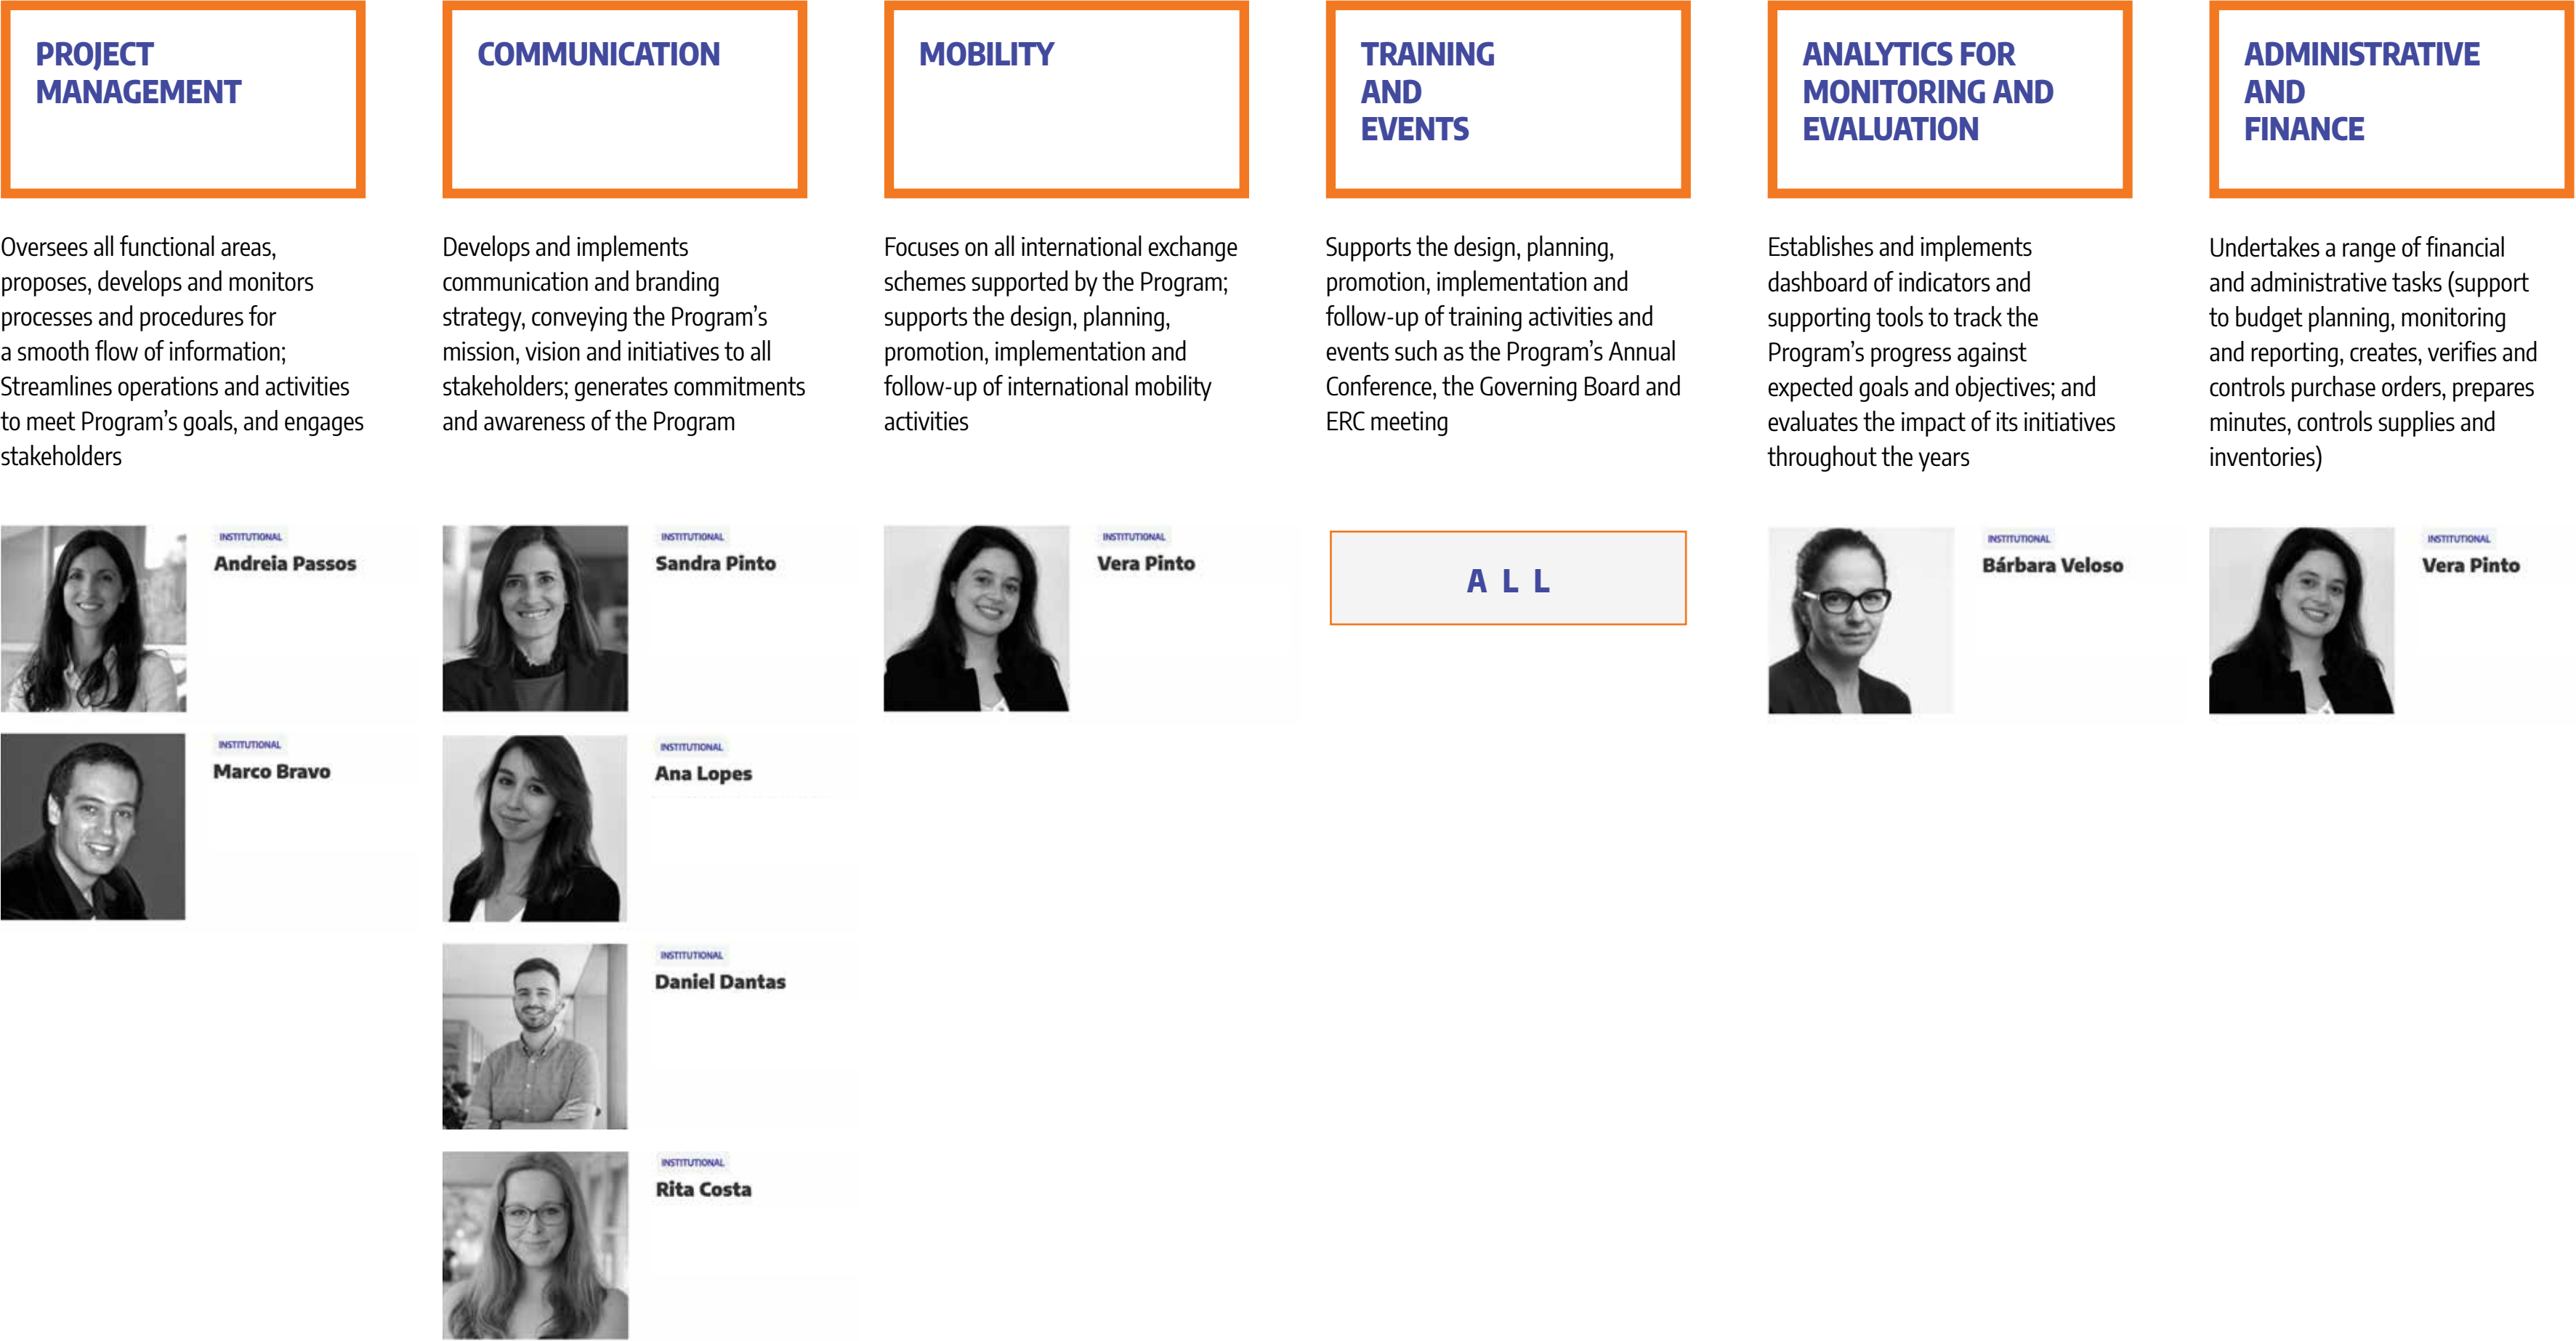 PROJECT
MANAGEMENT
Oversees all functional areas,
proposes, develops and monitors
processes and procedures for
a smooth flow of information;
Streamlines operations and activities
to meet Program’s goals, and engages
stakeholders
INSTITUTIONAL
Andreia Passos
INSTITUTIONAL
Marco Bravo
COMMUNICATION
Develops and implements
communication and branding
strategy, conveying the Program’s
mission, vision and initiatives to all
stakeholders; generates commitments
and awareness of the Program
INSTITUTIONAL
Sandra Pinto
INSTITUTIONAL
Ana Lopes
INSTITUTIONAL
Daniel Dantas
INSTITUTIONAL
Rita Costa
MOBILITY
Focuses on all international exchange
schemes supported by the Program;
supports the design, planning,
promotion, implementation and
follow-up of international mobility
activities
INSTITUTIONAL
Vera Pinto
TRAINING
AND
EVENTS
Supports the design, planning,
promotion, implementation and
follow-up of training activities and
events such as the Program’s Annual
Conference, the Governing Board and
ERC meeting
ALL
ANALYTICS FOR
MONITORING AND
EVALUATION
Establishes and implements
dashboard of indicators and
supporting tools to track the
Program’s progress against
expected goals and objectives; and
evaluates the impact of its initiatives
throughout the years
INSTITUTIONAL
Bárbara Veloso
ADMINISTRATIVE
AND
FINANCE
Undertakes a range of financial
and administrative tasks (support
to budget planning, monitoring
and reporting, creates, verifies and
controls purchase orders, prepares
minutes, controls supplies and
inventories)
INSTITUTIONAL
Vera Pinto